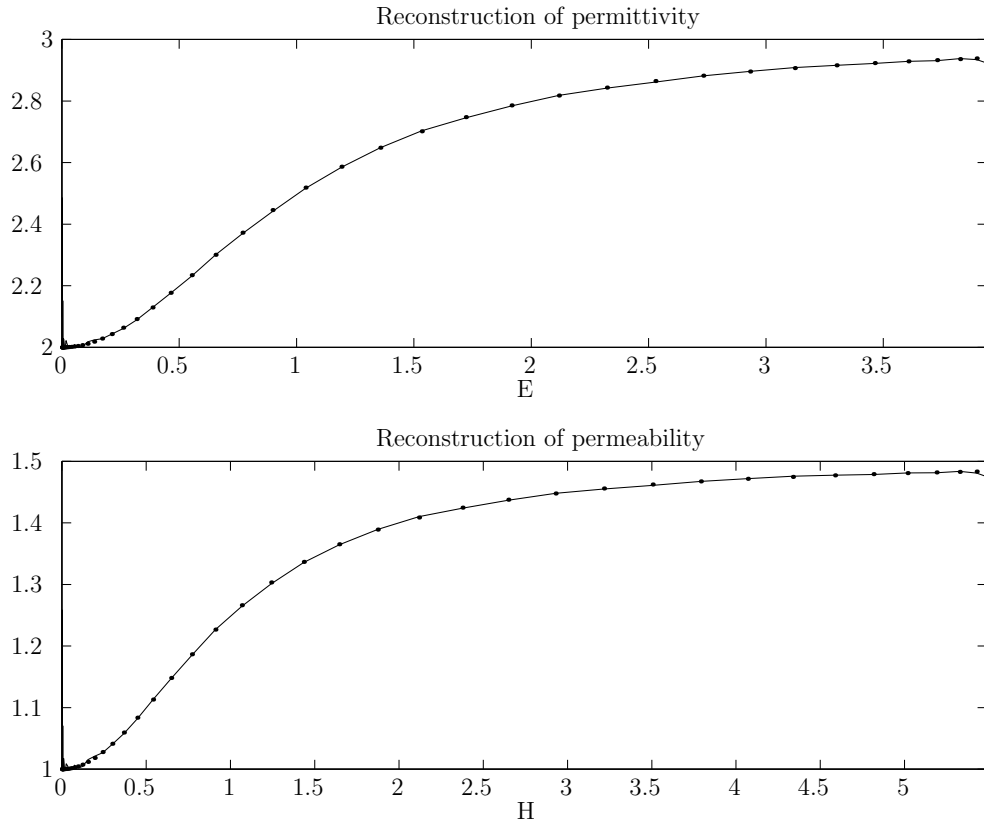 Reconstruction of permittivity
3
2.8
2.6
2.4
2.2
2
0 0.5 1 1.5 2 2.5 3 3.5
E
Reconstruction of permeability
1.5
1.4
1.3
1.2
1.1
1
0 0.5 1 1.5 2 2.5 3 3.5 4 4.5 5
H